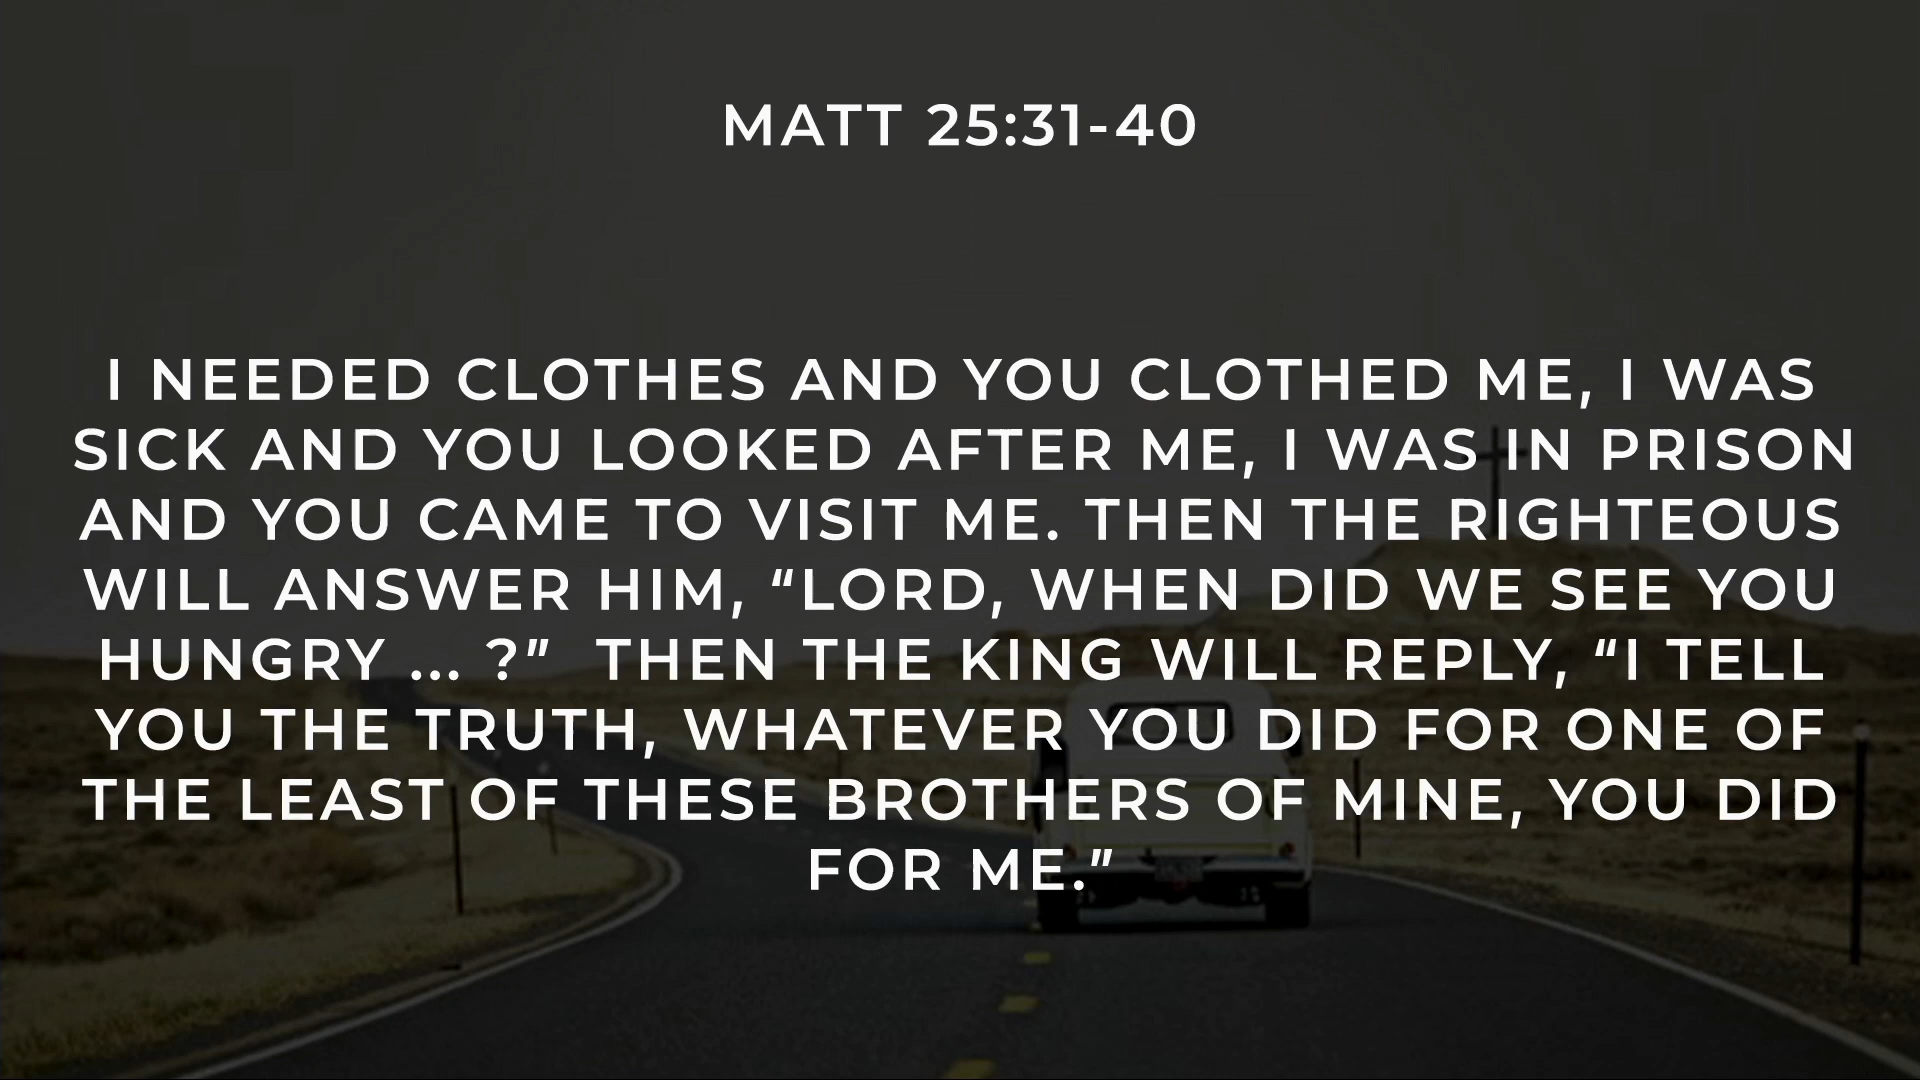 MATT 25:31-40
I NEEDED CLOTHES AND YOU CLOTHED ME, I WAS
SICK AND YOU LOOKED AFTER ME, I WAS IN PRISON
AND YOU CAME TO VISIT ME. THEN THE RIGHTEOUS
WILL ANSWER HIM, “LORD, WHEN DID WE SEE YOU
HUNGRY ... ?”  THEN THE KING WILL REPLY, “I TELL
YOU THE TRUTH, WHATEVER YOU DID FOR ONE OF
THE LEAST OF THESE BROTHERS OF MINE, YOU DID
FOR ME.”